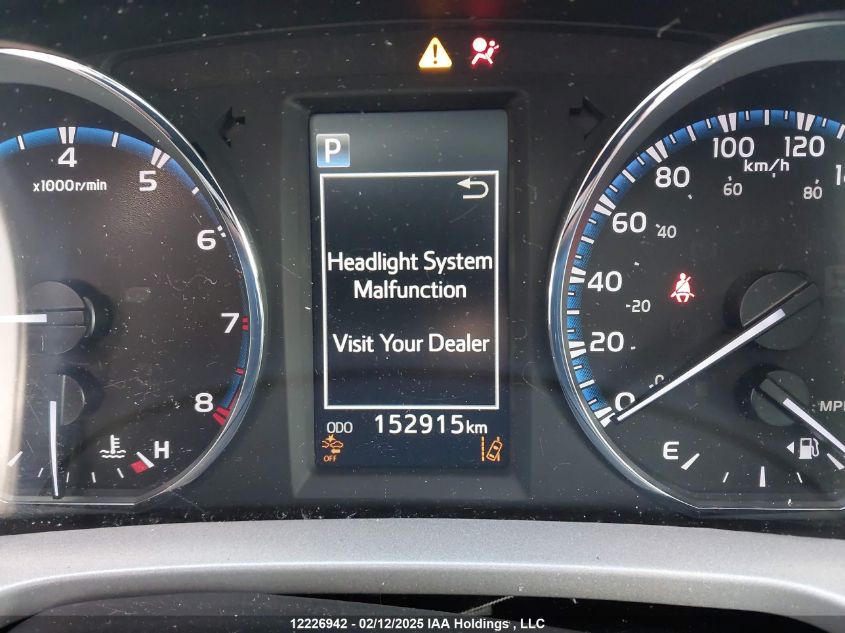 P
4
x1000r/min
5
6
7
8
H
Headlight System
Malfunction
Visit Your Dealer
ODO 152915km
OFF
0
20
40
60
80
100
120
km/h
0
20
40
60
80
MPH
E
12226942 - 02/12/2025 IAA Holdings , LLC